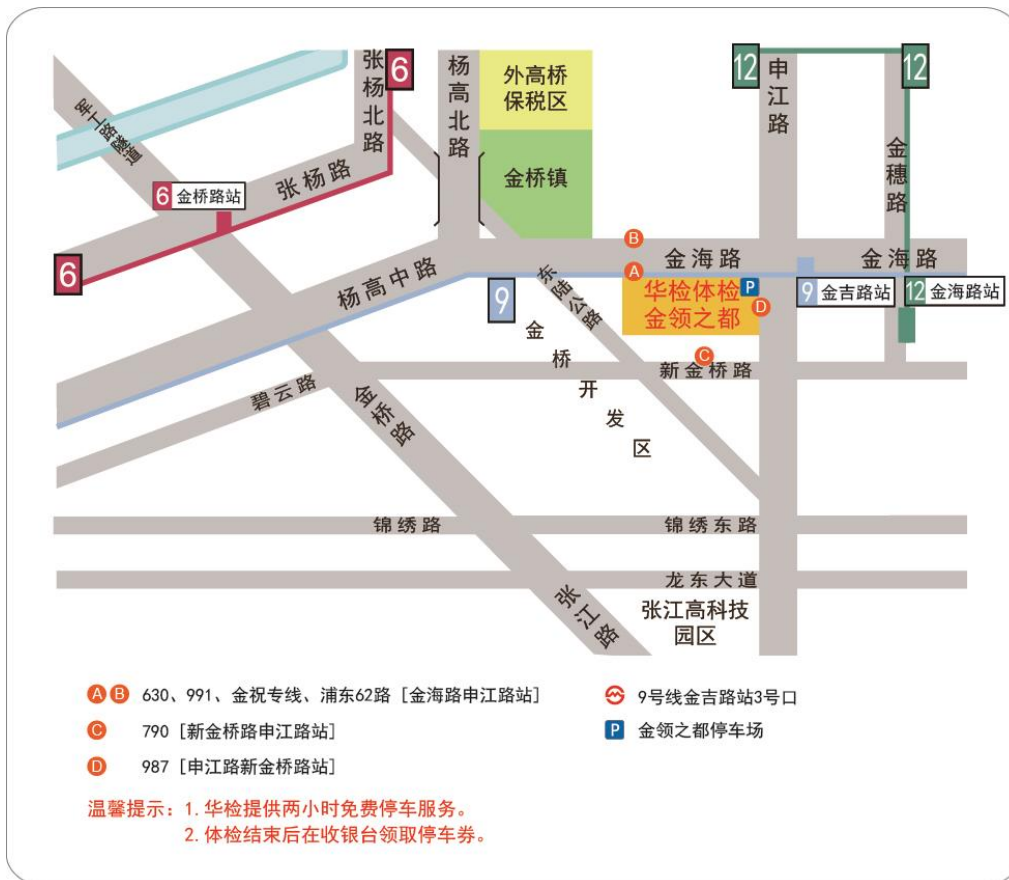 6
12
12
张杨北路
杨高北路
外高桥
保税区
申江路
金穗路
军工路隧道
金桥镇
张杨路
6 金桥路站
6
B
金海路
金海路
杨高中路
A
9
东陆公路
华检体检 P
金领之都 D
9 金吉路站
12 金海路站
金桥开发区
C
新金桥路
碧云路
金桥路
锦绣路
锦绣东路
龙东大道
张江路
张江高科技
园区
A B 630、991、金祝专线、浦东62路 [金海路申江路站]
9号线金吉路站3号口
C 790 [新金桥路申江路站]
P 金领之都停车场
D 987 [申江路新金桥路站]
温馨提示：1. 华检提供两小时免费停车服务。
2. 体检结束后在收银台领取停车券。